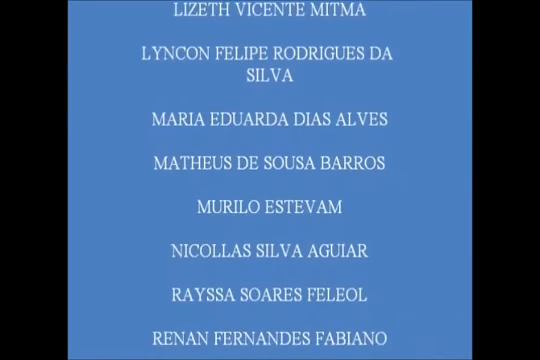 LIZETH VICENTE MITMA
LYNCON FELIPE RODRIGUES DA
SILVA
MARIA EDUARDA DIAS ALVES
MATHEUS DE SOUSA BARROS
MURILO ESTEVAM
NICOLLAS SILVA AGUIAR
RAYSSA SOARES FELEOL
RENAN FERNANDES FABIANO